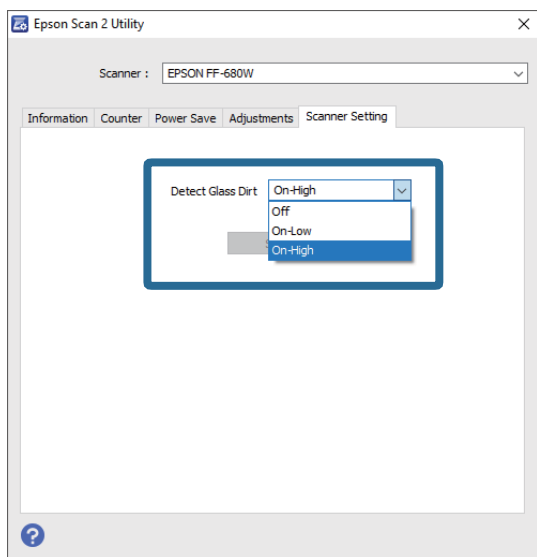 Epson Scan 2 Utility
Scanner : EPSON FF-680W
Information Counter Power Save Adjustments Scanner Setting
Detect Glass Dirt On-High
Off
On-Low
On-High
?